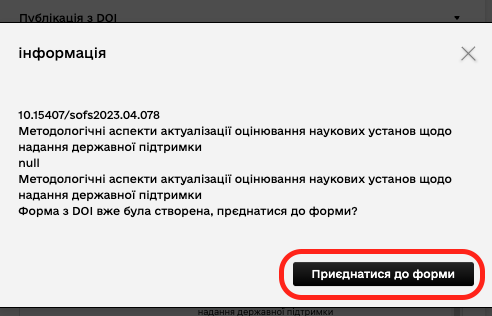 Публікація з DOI
інформація
10.15407/sofs2023.04.078
Методологічні аспекти актуалізації оцінювання наукових установ щодо
надання державної підтримки
null
Методологічні аспекти актуалізації оцінювання наукових установ щодо
надання державної підтримки
Форма з DOI вже була створена, прєднатися до форми?
Приєднатися до форми
надання державної підтримки